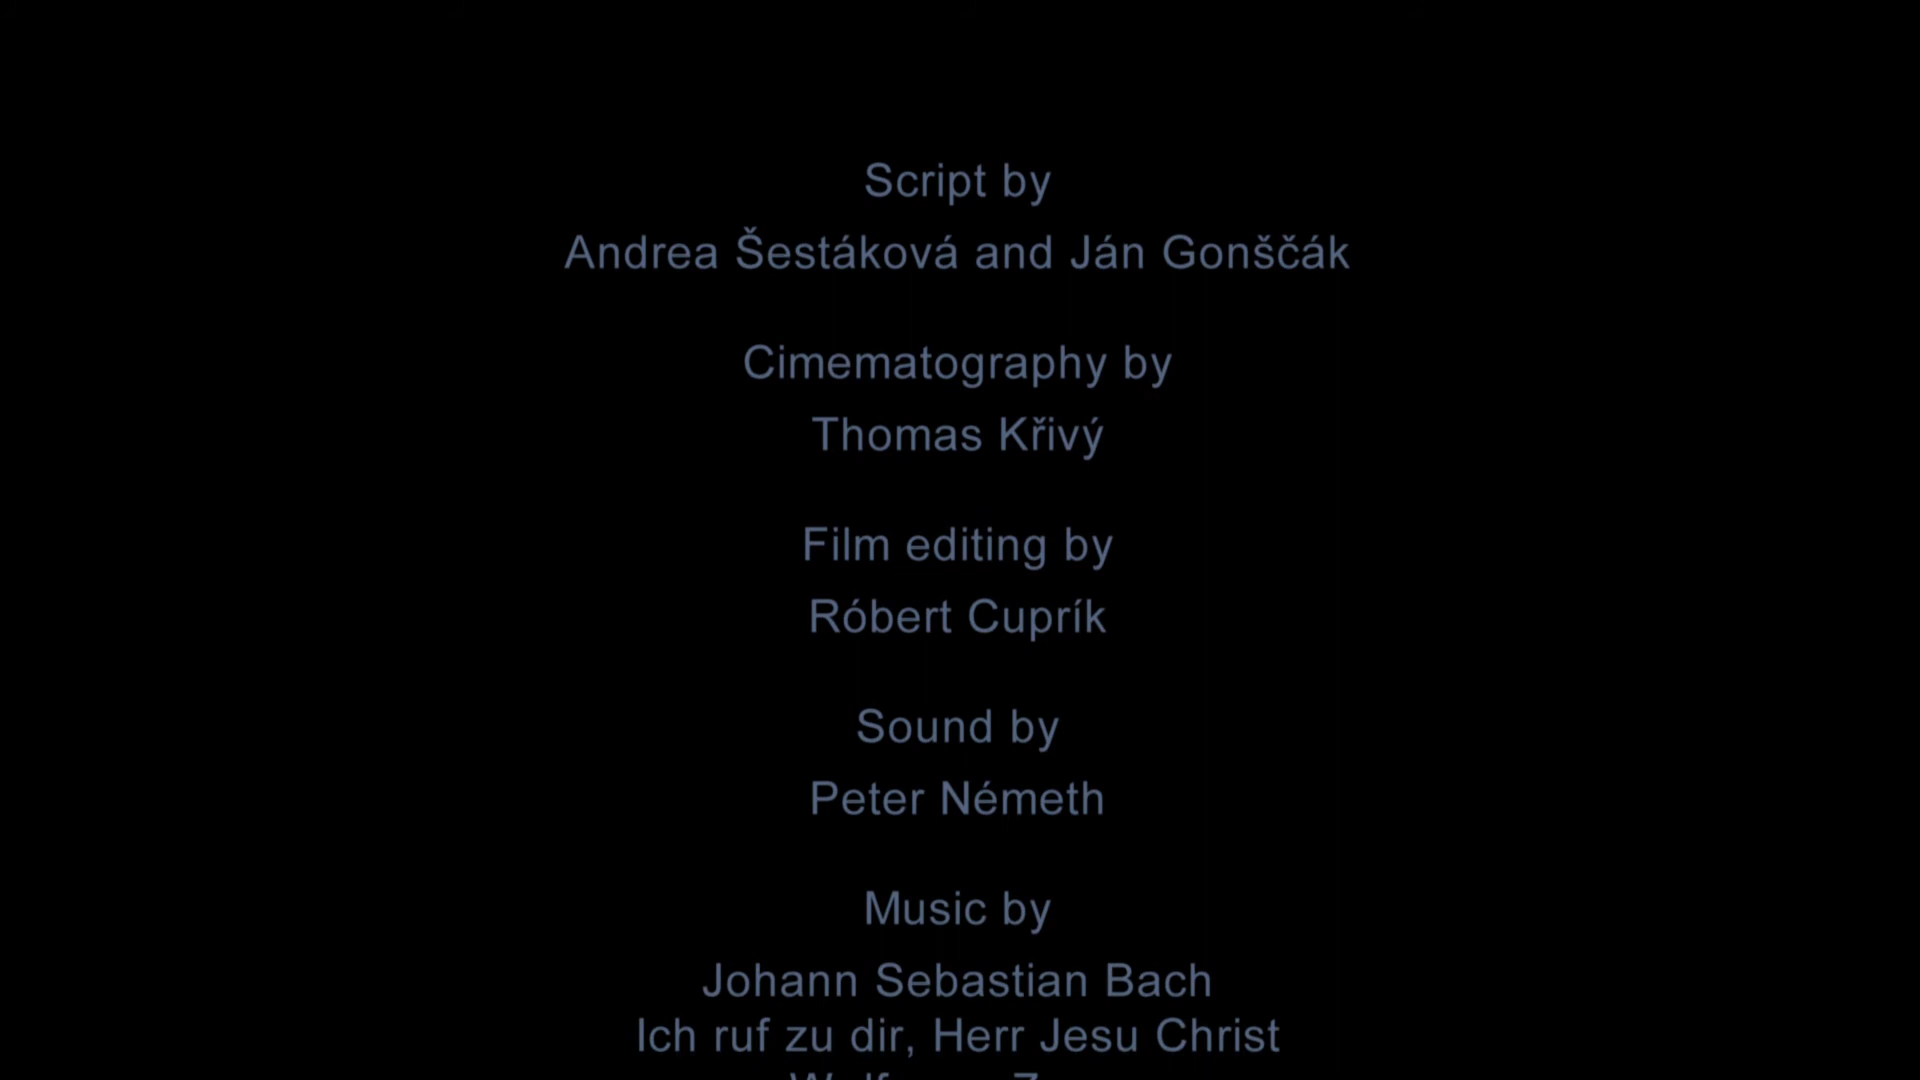 Script by
Andrea Šestáková and Ján Gonščák
Cimematography by
Thomas Křivý
Film editing by
Róbert Cuprík
Sound by
Peter Németh
Music by
Johann Sebastian Bach
Ich ruf zu dir, Herr Jesu Christ